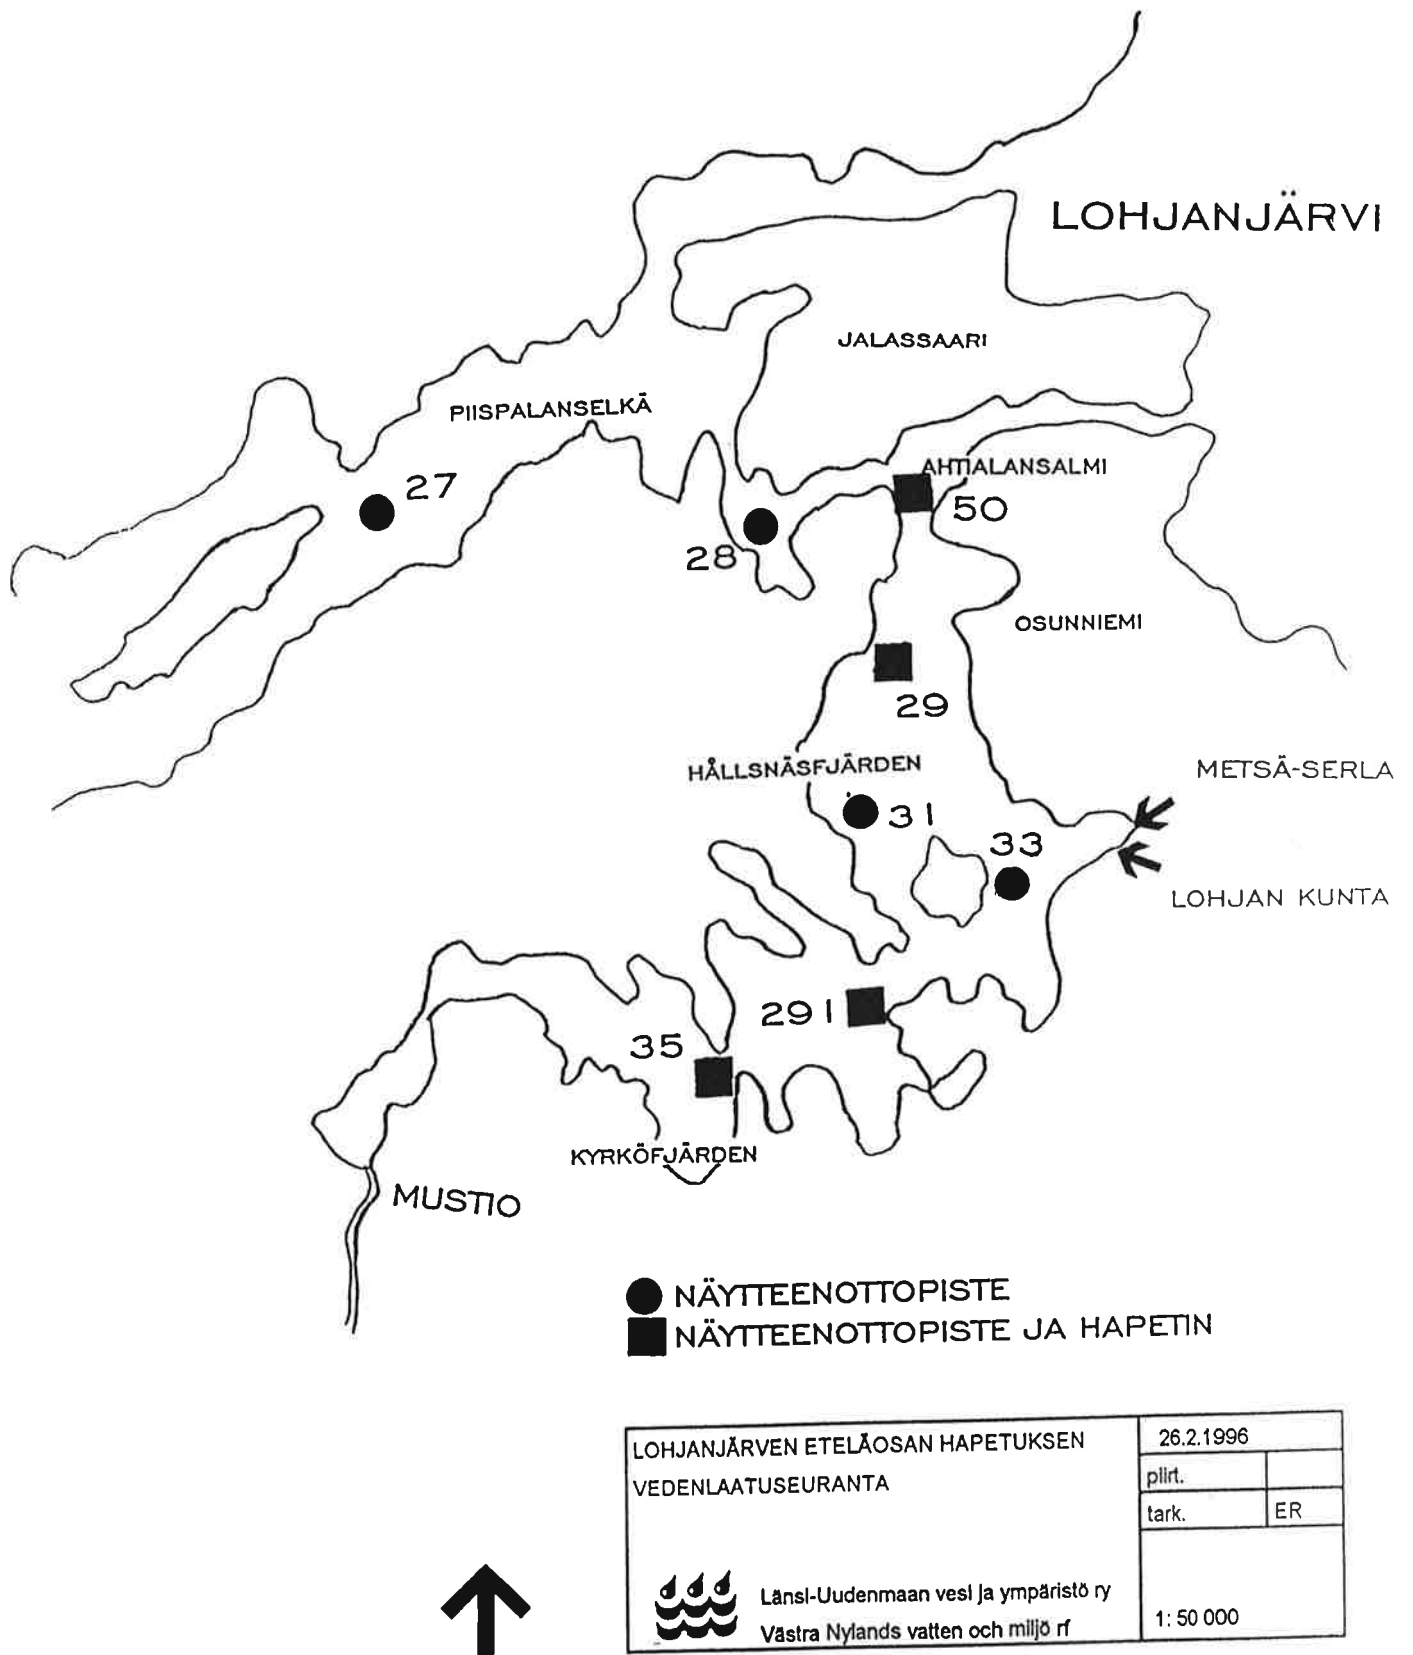 LOHJANJÄRVI
JALASSAARI
PIISPALANSELKÄ
AHTIALANSALMI
27
50
28
OSUNNIEMI
29
HÅLLSNÄSFJÄRDEN
METSÄ-SERLA
31
33
LOHJAN KUNTA
291
35
KYRKÖFJÄRDEN
MUSTIO
NÄYTTEENOTTOPISTE
NÄYTTEENOTTOPISTE JA HAPETIN
LOHJANJÄRVEN ETELÄOSAN HAPETUKSEN
VEDENLAATUSEURANTA
26.2.1996
piirt.
tark. ER
Länsi-Uudenmaan vesi ja ympäristö ry
Västra Nylands vatten och miljö rf
1: 50 000